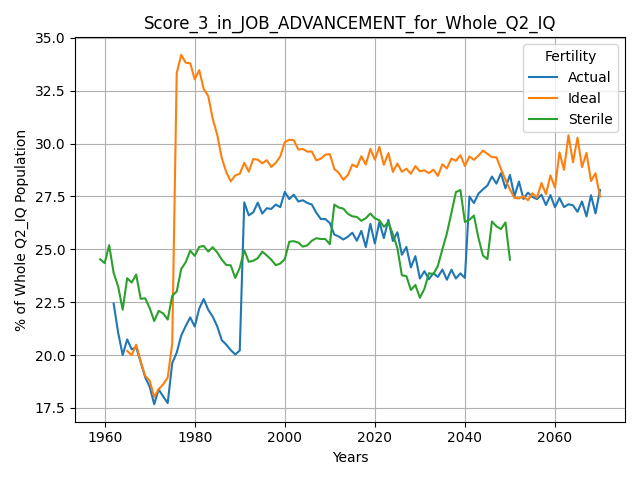 Score_3_in_JOB_ADVANCEMENT_for_Whole_Q2_IQ
% of Whole Q2_IQ Population
35.0
32.5
30.0
27.5
25.0
22.5
20.0
17.5
Fertility
Actual
Ideal
Sterile
1960 1980 2000 2020 2040 2060
Years